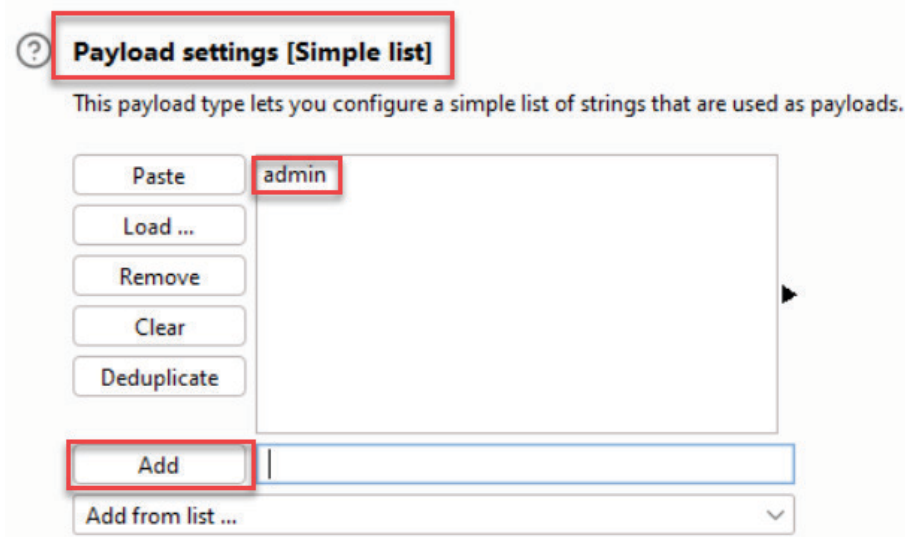 ?
Payload settings [Simple list]
This payload type lets you configure a simple list of strings that are used as payloads.
Paste
admin
Load ...
Remove
Clear
Deduplicate
Add
Add from list ...